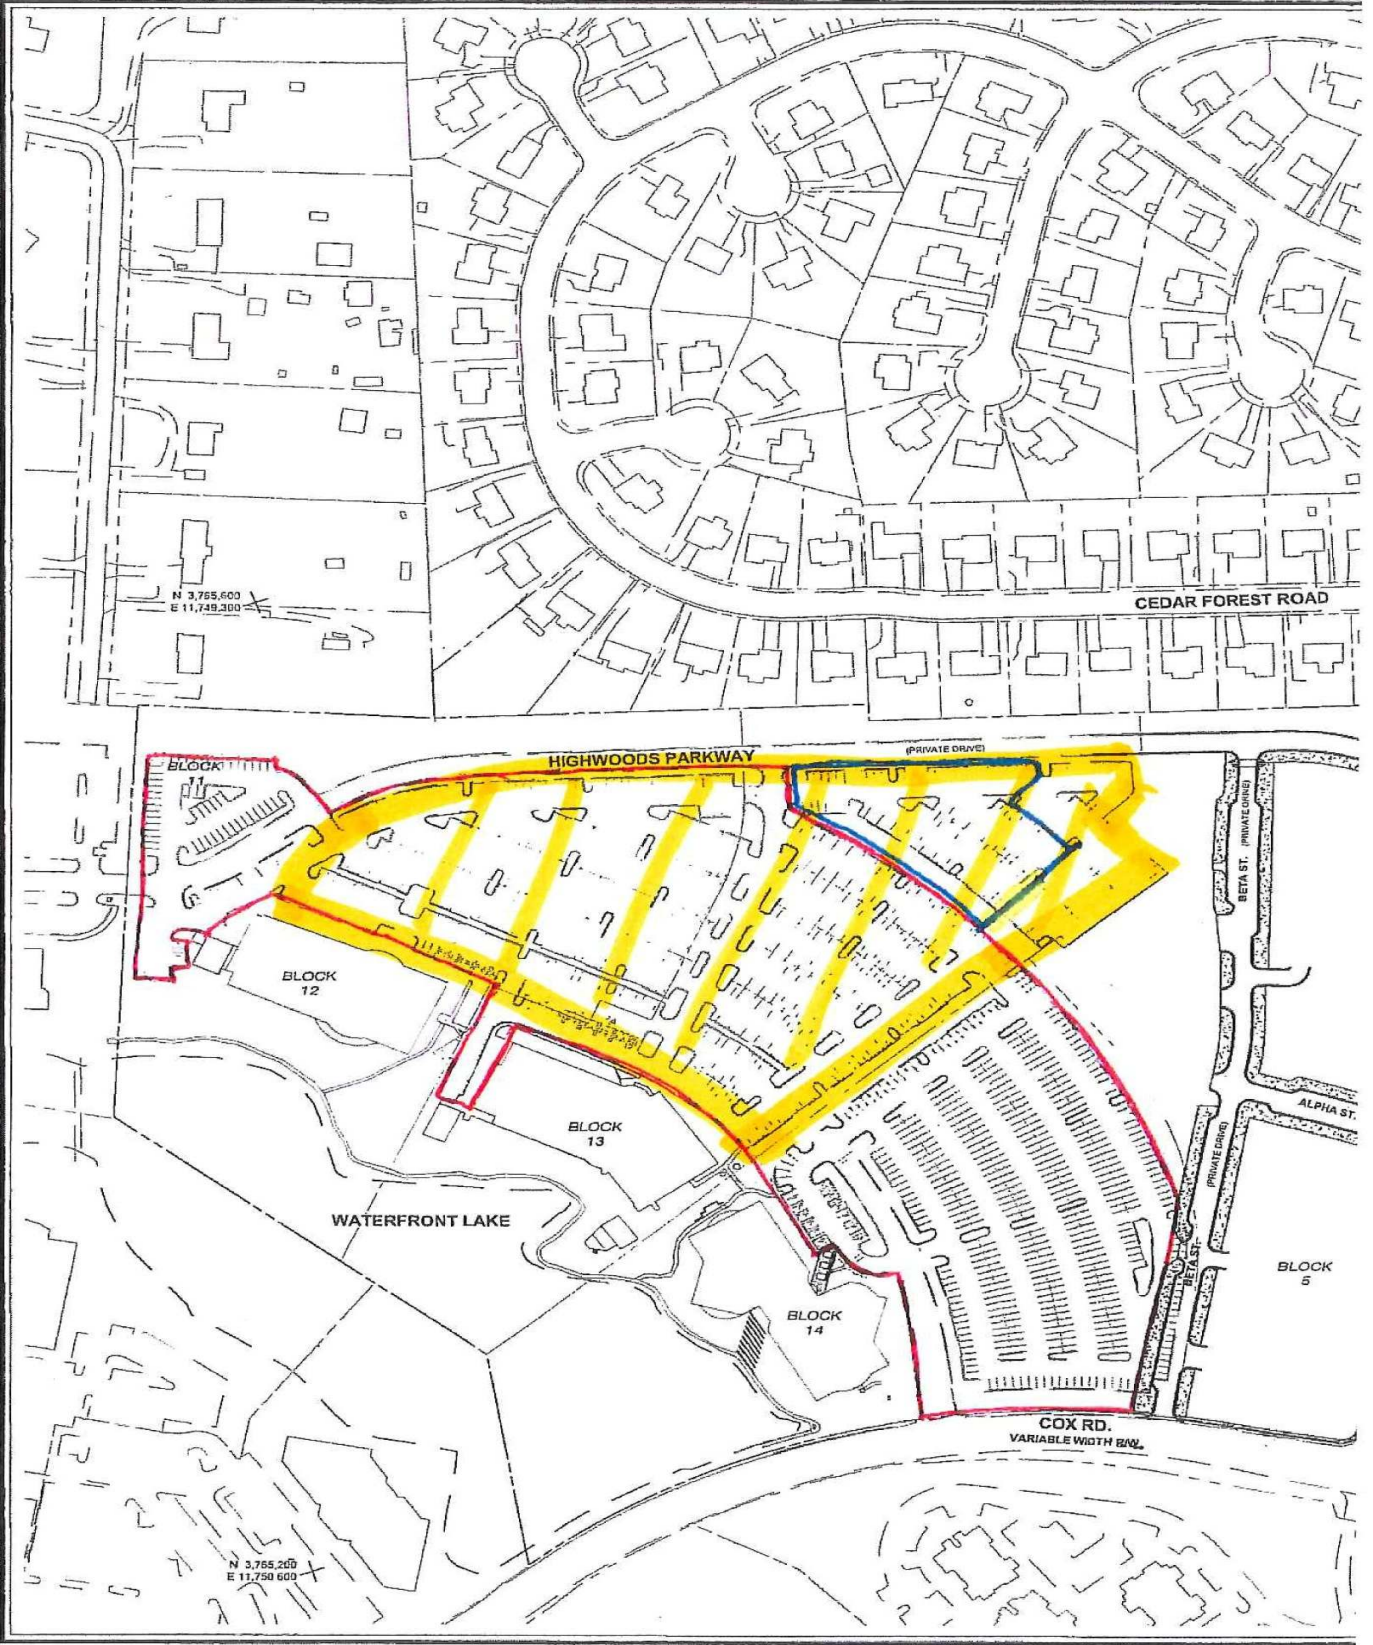 N 3,765,600
E 11,749,300
CEDAR FOREST ROAD
HIGHWOODS PARKWAY
(PRIVATE DRIVE)
BLOCK
11
BETA ST. (PRIVATE DRIVE)
BLOCK
12
ALPHA ST.
BLOCK
13
(PRIVATE DRIVE)
WATERFRONT LAKE
BETA ST.
BLOCK
5
BLOCK
14
COX RD.
VARIABLE WIDTH R/W
N 3,765,200
E 11,750,600